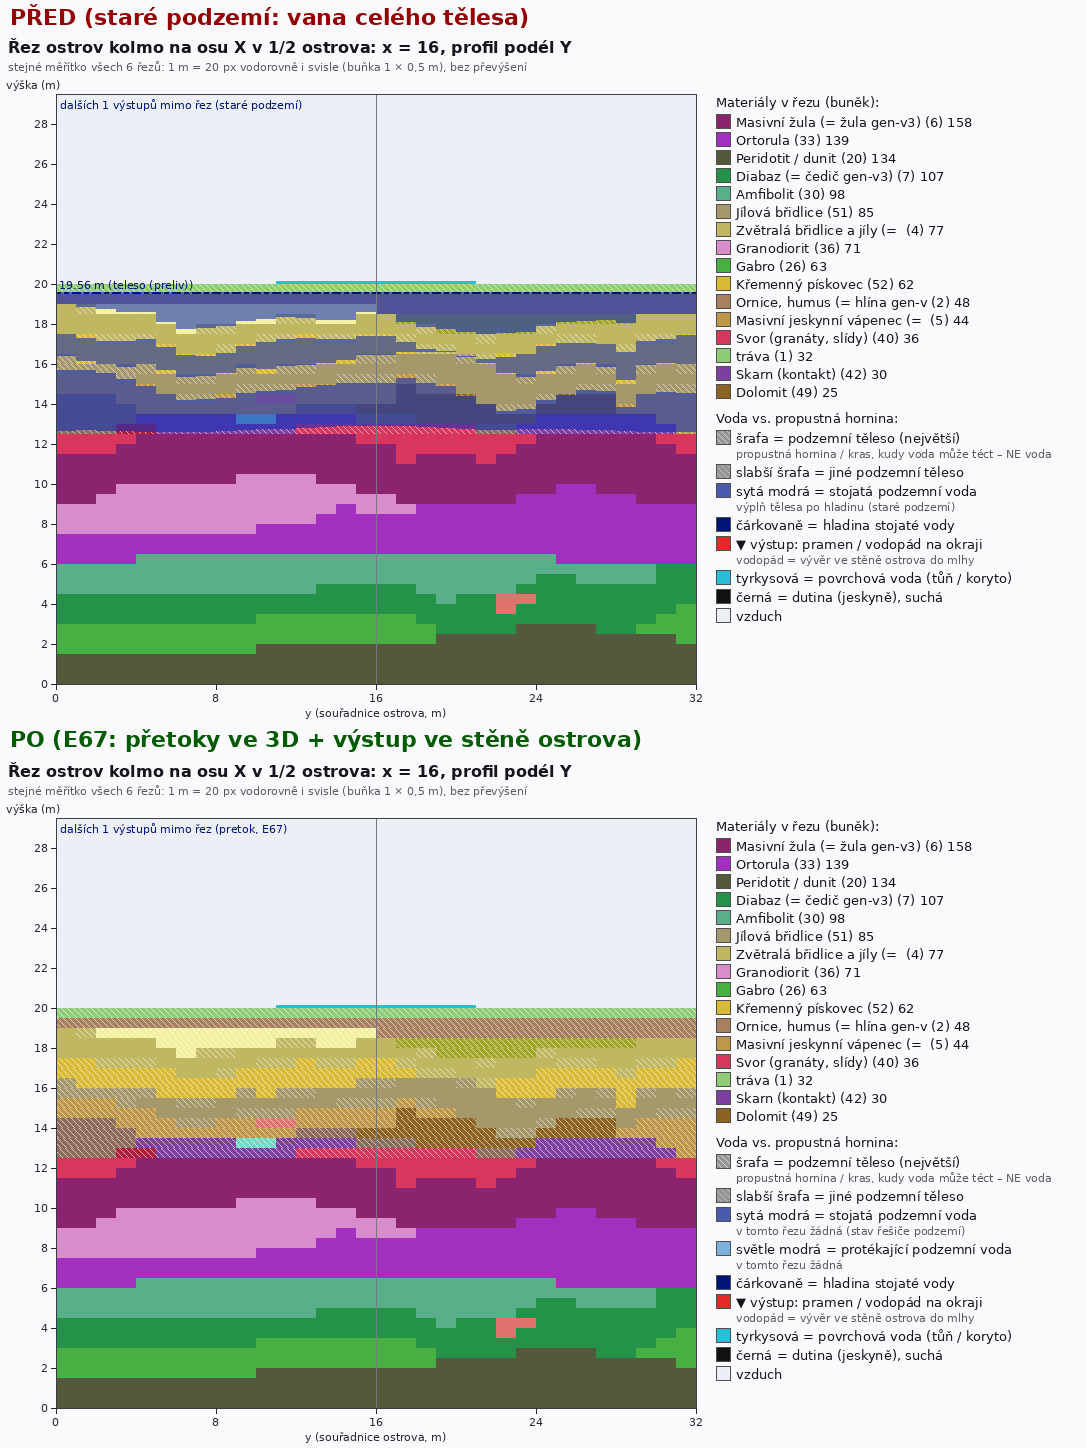 PŘED (staré podzemí: vana celého tělesa)
Řez ostrov kolmo na osu X v 1/2 ostrova: x = 16, profil podél Y
stejné měřítko všech 6 řezů: 1 m = 20 px vodorovně i svisle (buňka 1 × 0,5 m), bez převýšení
výška (m)
dalších 1 výstupů mimo řez (staré podzemí)
28
26
24
22
20
18
16
14
12
10
8
6
4
2
0
19.56 m (teleso (preliv))
0
8
16
24
32
y (souřadnice ostrova, m)
Materiály v řezu (buněk):
Masivní žula (= žula gen-v3) (6) 158
Ortorula (33) 139
Peridotit / dunit (20) 134
Diabaz (= čedič gen-v3) (7) 107
Amfibolit (30) 98
Jílová břidlice (51) 85
Zvětralá břidlice a jíly (=  (4) 77
Granodiorit (36) 71
Gabro (26) 63
Křemenný pískovec (52) 62
Ornice, humus (= hlína gen-v (2) 48
Masivní jeskynní vápenec (=  (5) 44
Svor (granáty, slídy) (40) 36
tráva (1) 32
Skarn (kontakt) (42) 30
Dolomit (49) 25
Voda vs. propustná hornina:
šrafa = podzemní těleso (největší)
propustná hornina / kras, kudy voda může téct – NE voda
slabší šrafa = jiné podzemní těleso
sytá modrá = stojatá podzemní voda
výplň tělesa po hladinu (staré podzemí)
čárkovaně = hladina stojaté vody
▼ výstup: pramen / vodopád na okraji
vodopád = vývěr ve stěně ostrova do mlhy
tyrkysová = povrchová voda (tůň / koryto)
černá = dutina (jeskyně), suchá
vzduch
PO (E67: přetoky ve 3D + výstup ve stěně ostrova)
Řez ostrov kolmo na osu X v 1/2 ostrova: x = 16, profil podél Y
stejné měřítko všech 6 řezů: 1 m = 20 px vodorovně i svisle (buňka 1 × 0,5 m), bez převýšení
výška (m)
dalších 1 výstupů mimo řez (pretok, E67)
28
26
24
22
20
18
16
14
12
10
8
6
4
2
0
0
8
16
24
32
y (souřadnice ostrova, m)
Materiály v řezu (buněk):
Masivní žula (= žula gen-v3) (6) 158
Ortorula (33) 139
Peridotit / dunit (20) 134
Diabaz (= čedič gen-v3) (7) 107
Amfibolit (30) 98
Jílová břidlice (51) 85
Zvětralá břidlice a jíly (=  (4) 77
Granodiorit (36) 71
Gabro (26) 63
Křemenný pískovec (52) 62
Ornice, humus (= hlína gen-v (2) 48
Masivní jeskynní vápenec (=  (5) 44
Svor (granáty, slídy) (40) 36
tráva (1) 32
Skarn (kontakt) (42) 30
Dolomit (49) 25
Voda vs. propustná hornina:
šrafa = podzemní těleso (největší)
propustná hornina / kras, kudy voda může téct – NE voda
slabší šrafa = jiné podzemní těleso
sytá modrá = stojatá podzemní voda
v tomto řezu žádná (stav řešiče podzemí)
světle modrá = protékající podzemní voda
v tomto řezu žádná
čárkovaně = hladina stojaté vody
▼ výstup: pramen / vodopád na okraji
vodopád = vývěr ve stěně ostrova do mlhy
tyrkysová = povrchová voda (tůň / koryto)
černá = dutina (jeskyně), suchá
vzduch